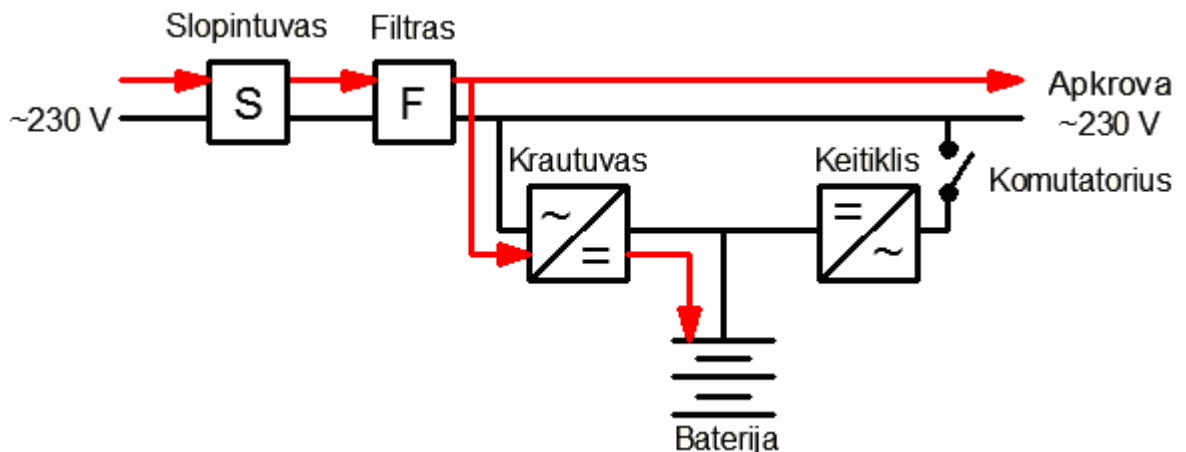 Slopintuvas
Filtras
S
F
~230 V
Apkrova
~230 V
Krautuvas
Keitiklis
Komutatorius
~
=
=
~
Baterija